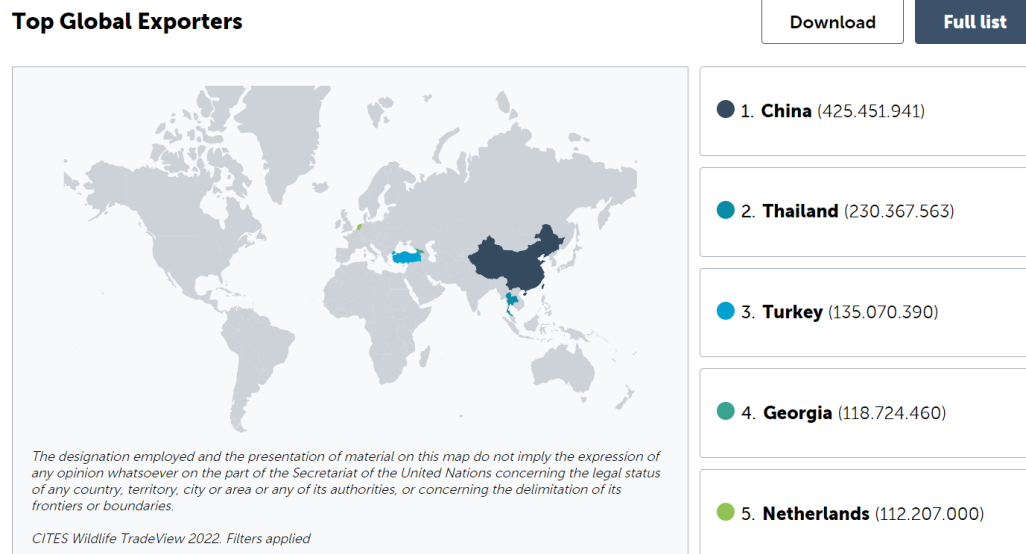 Top Global Exporters
Download
Full list
1. China (425.451.941)
2. Thailand (230.367.563)
3. Turkey (135.070.390)
4. Georgia (118.724.460)
5. Netherlands (112.207.000)
The designation employed and the presentation of material on this map do not imply the expression of
any opinion whatsoever on the part of the Secretariat of the United Nations concerning the legal status
of any country, territory, city or area or any of its authorities, or concerning the delimitation of its
frontiers or boundaries.
CITES Wildlife TradeView 2022. Filters applied